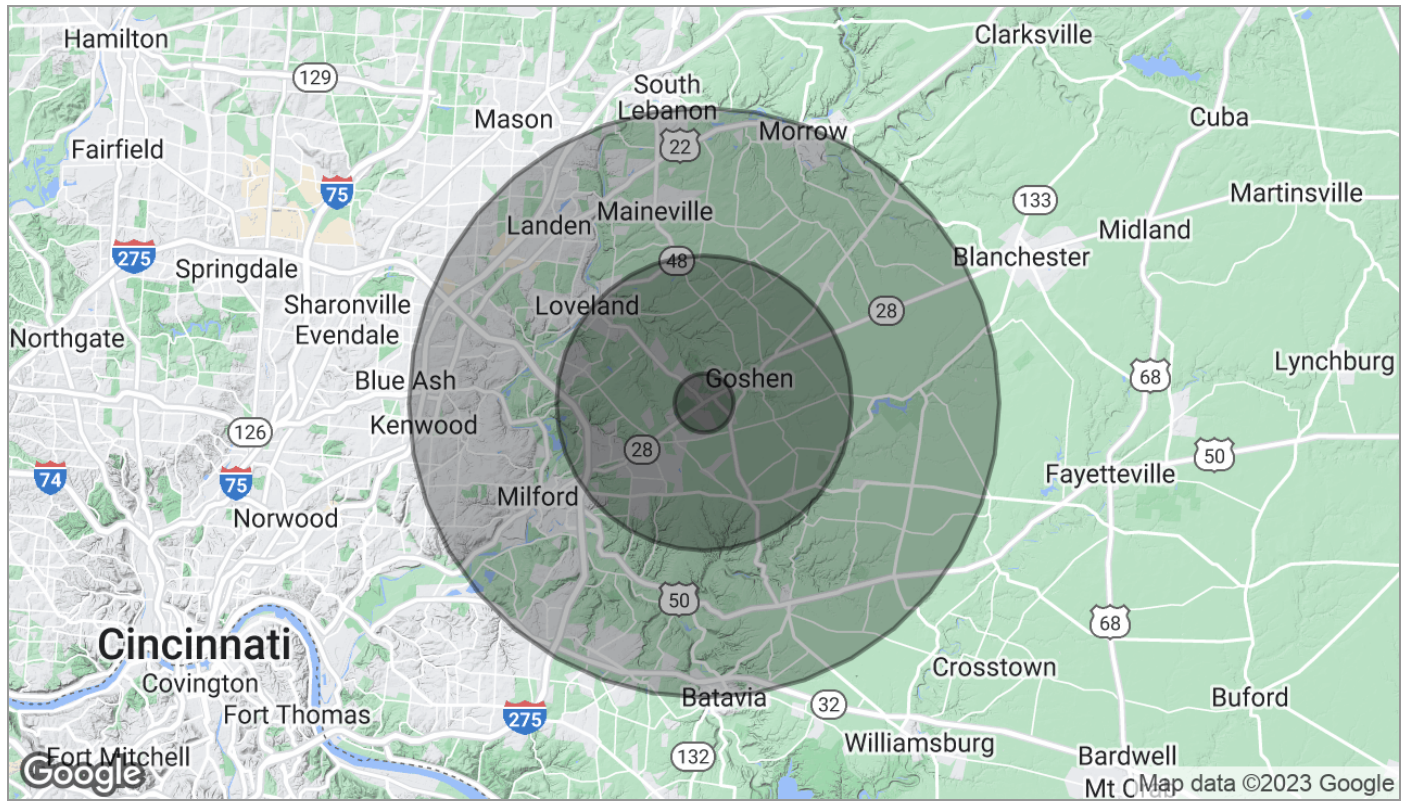 Hamilton
Clarksville
129
South
Lebanon
Mason
Cuba
Morrow
Fairfield
22
75
133
Martinsville
Maineville
Landen
Midland
275
Springdale
48
Blanchester
Sharonville
Loveland
28
Evendale
Northgate
Lynchburg
Blue Ash
Goshen
68
Kenwood
126
28
50
74
75
Fayetteville
Milford
Norwood
50
68
Cincinnati
Crosstown
Covington
Batavia
Buford
32
Fort Thomas
275
Williamsburg
Fort Mitchell
132
Bardwell
Google
Mt Orab
Map data ©2023 Google